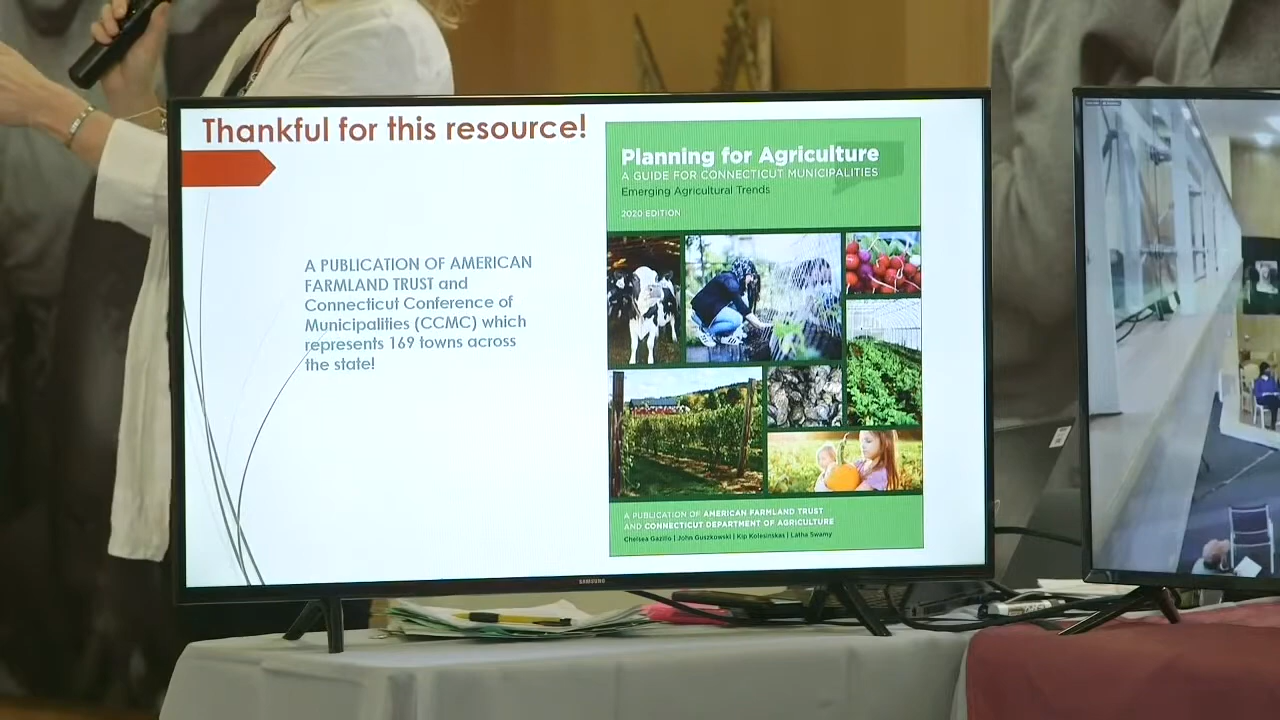 Thankful for this resource!
A PUBLICATION OF AMERICAN
FARMLAND TRUST and
Connecticut Conference of
Municipalities (CCMC) which
represents 169 towns across
the state!
Planning for Agriculture
A GUIDE FOR CONNECTICUT MUNICIPALITIES
Emerging Agricultural Trends
2020 EDITION
A PUBLICATION OF AMERICAN FARMLAND TRUST
AND CONNECTICUT DEPARTMENT OF AGRICULTURE
Chelsea Gazillo | John Guszkowski | Kip Kolesinskas | Latha Swamy
SAMSUNG